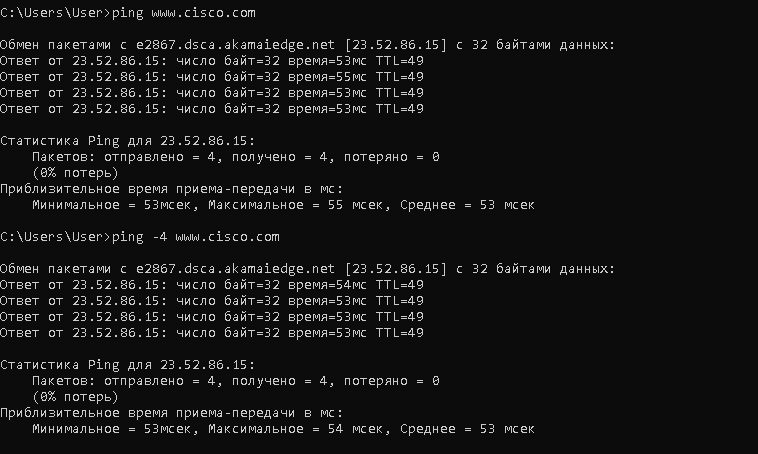 C:\Users\User>ping www.cisco.com
Обмен пакетами с e2867.dsca.akamaiedge.net [23.52.86.15] с 32 байтами данных:
Ответ от 23.52.86.15: число байт=32 время=53мс TTL=49
Ответ от 23.52.86.15: число байт=32 время=55мс TTL=49
Ответ от 23.52.86.15: число байт=32 время=53мс TTL=49
Ответ от 23.52.86.15: число байт=32 время=53мс TTL=49
Статистика Ping для 23.52.86.15:
Пакетов: отправлено = 4, получено = 4, потеряно = 0
(0% потерь)
Приблизительное время приема-передачи в мс:
Минимальное = 53мсек, Максимальное = 55 мсек, Среднее = 53 мсек
C:\Users\User>ping -4 www.cisco.com
Обмен пакетами с e2867.dsca.akamaiedge.net [23.52.86.15] с 32 байтами данных:
Ответ от 23.52.86.15: число байт=32 время=54мс TTL=49
Ответ от 23.52.86.15: число байт=32 время=53мс TTL=49
Ответ от 23.52.86.15: число байт=32 время=53мс TTL=49
Ответ от 23.52.86.15: число байт=32 время=53мс TTL=49
Статистика Ping для 23.52.86.15:
Пакетов: отправлено = 4, получено = 4, потеряно = 0
(0% потерь)
Приблизительное время приема-передачи в мс:
Минимальное = 53мсек, Максимальное = 54 мсек, Среднее = 53 мсек